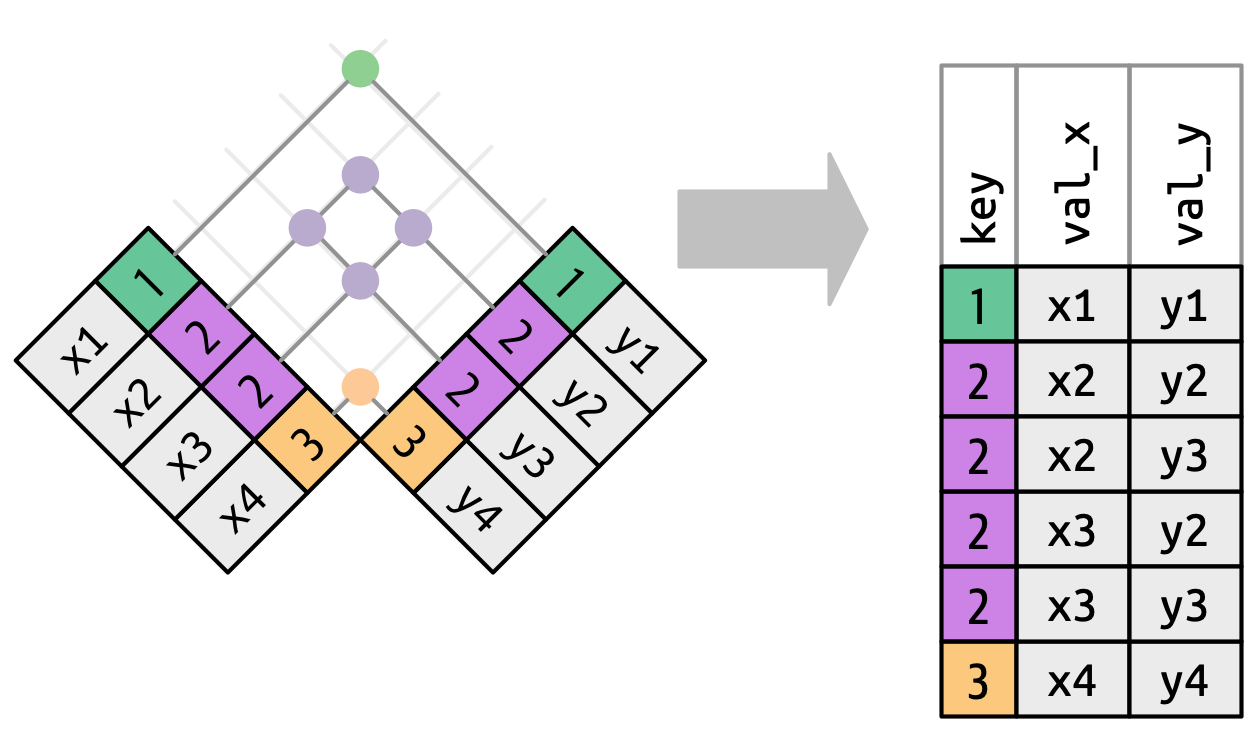 1 x1
2 x2
2 x3
3 x4
1 y1
2 y2
2 y3
3 y4
key val_x val_y
1 x1 y1
2 x2 y2
2 x2 y3
2 x3 y2
2 x3 y3
3 x4 y4